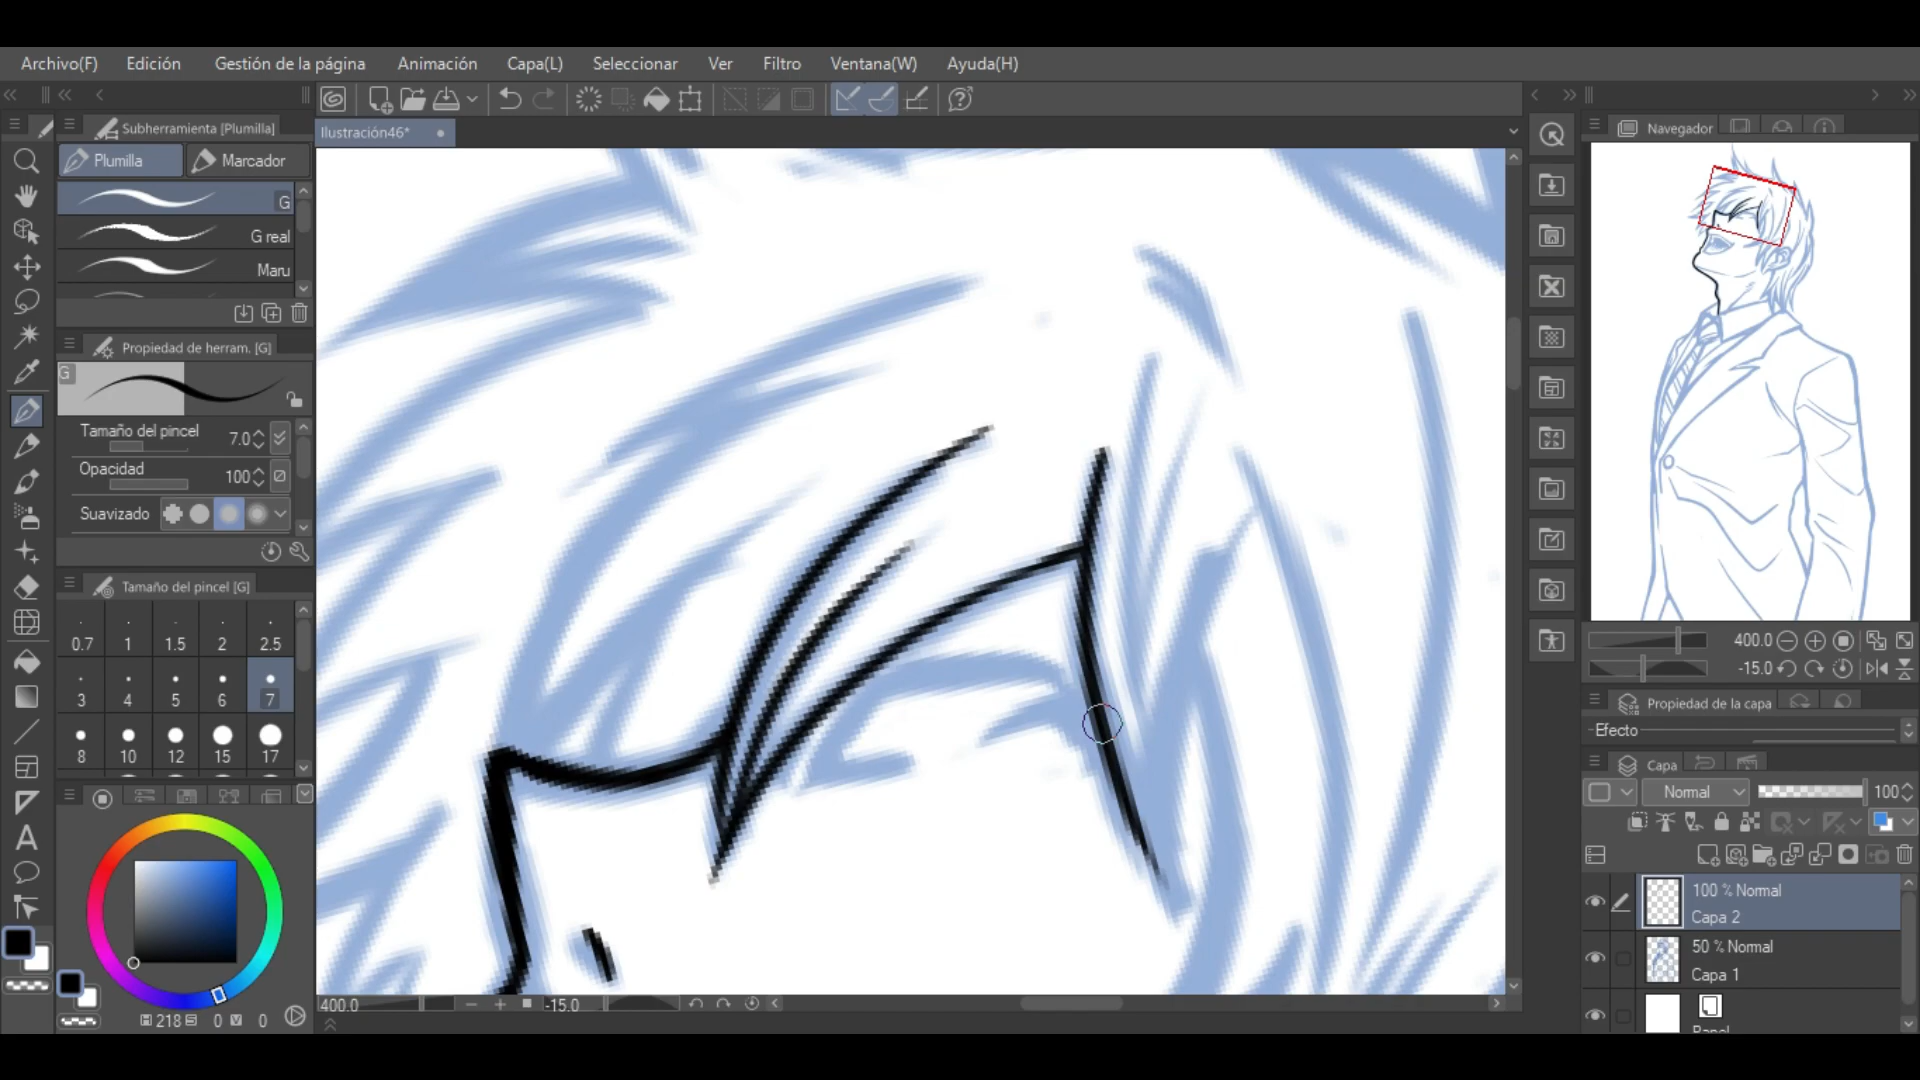 Archivo(F) Edición Gestión de la página Animación Capa(L) Seleccionar Ver Filtro Ventana(W) Ayuda(H)
Subherramienta [Plumilla]
Plumilla Marcador
G
G real
Maru
Propiedad de herram. [G]
G
Tamaño del pincel 7.0
Opacidad 100
Suavizado
Tamaño del pincel [G]
0.7 1 1.5 2 2.5
3 4 5 6 7
8 10 12 15 17
H 218 S 0 V 0
Ilustración46*
400.0 -15.0
Navegador
400.0
-15.0
Propiedad de la capa
Efecto
Capa
Normal 100
100 % Normal
Capa 2
50 % Normal
Capa 1